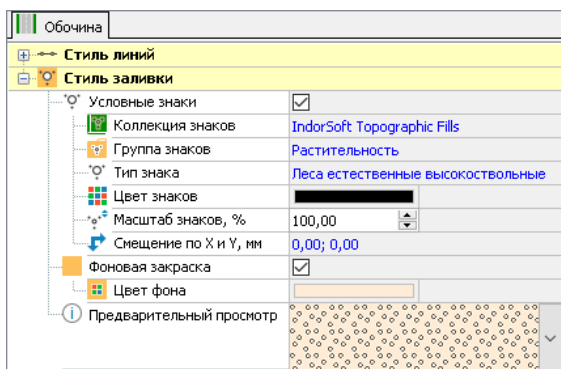 Обочина
Стиль линий
Стиль заливки
Условные знаки
Коллекция знаков IndorSoft Topographic Fills
Группа знаков Растительность
Тип знака Леса естественные высокоствольные
Цвет знаков
Масштаб знаков, % 100,00
Смещение по X и Y, мм 0,00; 0,00
Фоновая закраска
Цвет фона
Предварительный просмотр